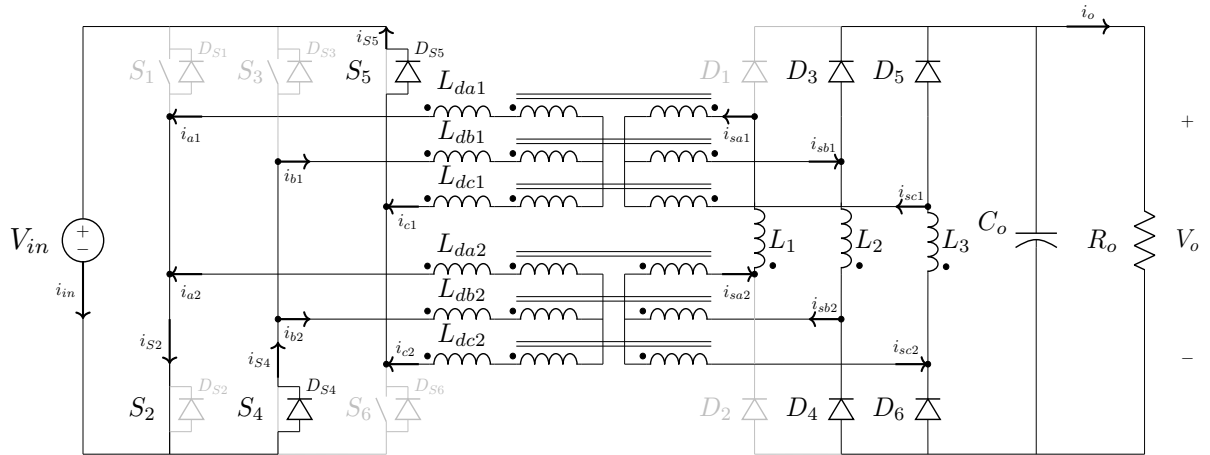 i_o
i_{S5} D_{S1} D_{S3} D_{S5}
S_1 S_3 S_5 D_1 D_3 D_5
L_{da1}
i_{a1} i_{sa1} +
L_{db1}
i_{b1} i_{sb1}
L_{dc1}
i_{c1} i_{sc1}
V_{in} + − L_1 L_2 L_3 C_o R_o V_o
L_{da2}
i_{in} i_{a2} i_{sa2}
L_{db2}
i_{b2} i_{sb2}
i_{S2} i_{S4} L_{dc2}
i_{c2} i_{sc2} −
D_{S2} D_{S4} D_{S6}
S_2 S_4 S_6 D_2 D_4 D_6